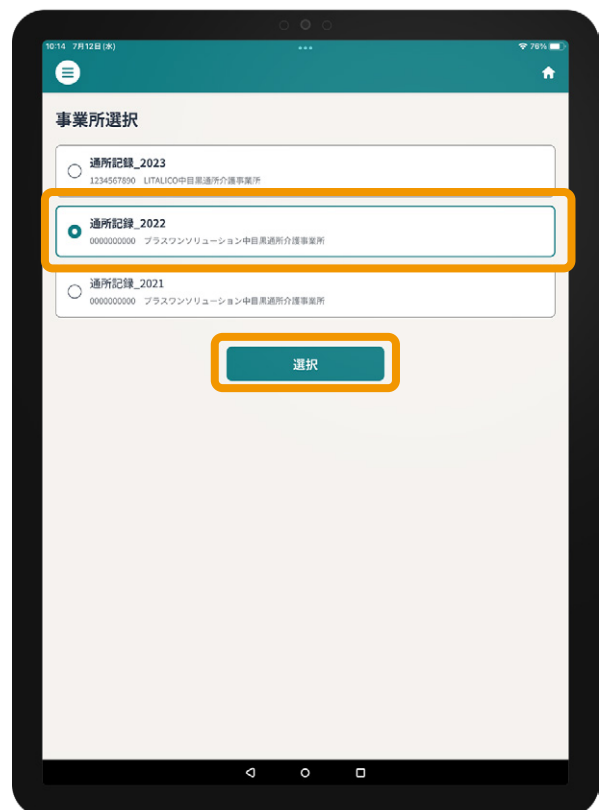 10:14 7月12日(水)
76%
事業所選択
通所記録_2023
1234567890 LITALICO中目黒通所介護事業所
通所記録_2022
0000000000 プラスワンソリューション中目黒通所介護事業所
通所記録_2021
0000000000 プラスワンソリューション中目黒通所介護事業所
選択